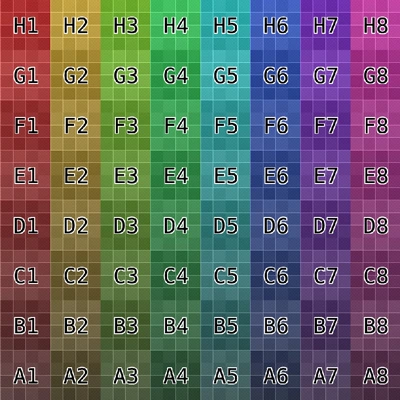 H1 H2 H3 H4 H5 H6 H7 H8
G1 G2 G3 G4 G5 G6 G7 G8
F1 F2 F3 F4 F5 F6 F7 F8
E1 E2 E3 E4 E5 E6 E7 E8
D1 D2 D3 D4 D5 D6 D7 D8
C1 C2 C3 C4 C5 C6 C7 C8
B1 B2 B3 B4 B5 B6 B7 B8
A1 A2 A3 A4 A5 A6 A7 A8